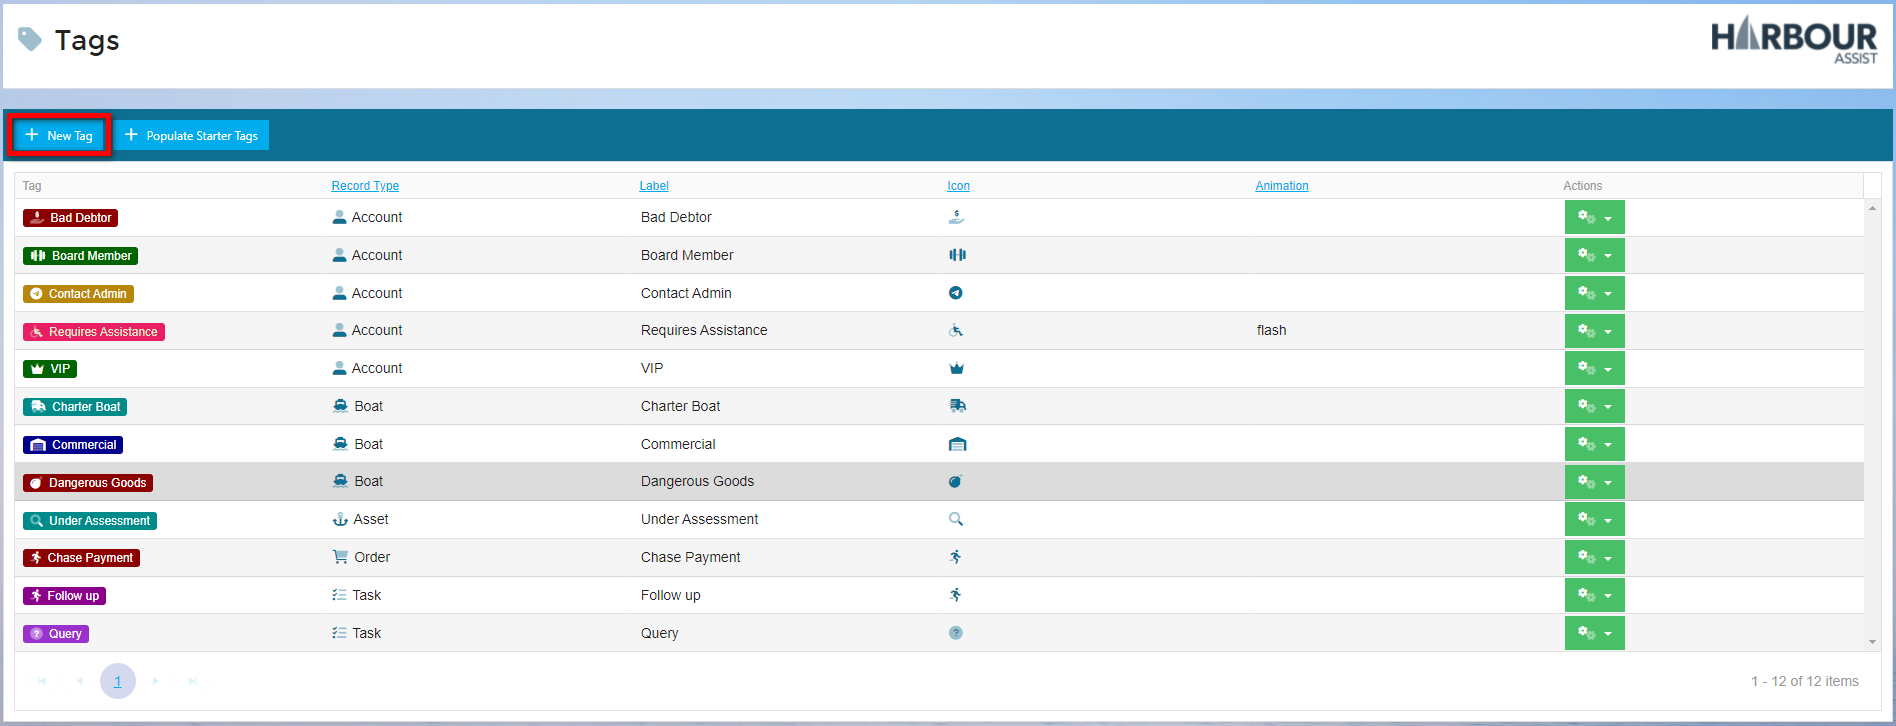 Tags
HARBOUR
ASSIST
New Tag Populate Starter Tags
Tag Record Type Label Icon Animation Actions
Bad Debtor Account Bad Debtor
Board Member Account Board Member
Contact Admin Account Contact Admin
Requires Assistance Account Requires Assistance flash
VIP Account VIP
Charter Boat Boat Charter Boat
Commercial Boat Commercial
Dangerous Goods Boat Dangerous Goods
Under Assessment Asset Under Assessment
Chase Payment Order Chase Payment
Follow up Task Follow up
Query Task Query
1 1 - 12 of 12 items